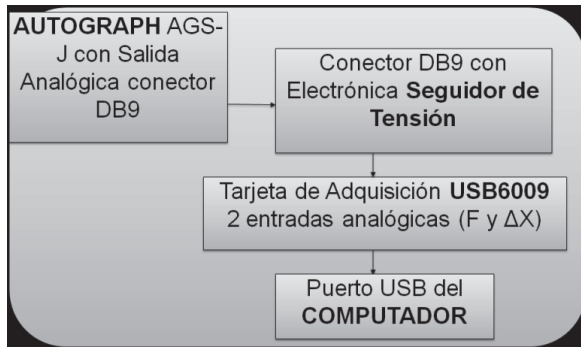 AUTOGRAPH AGS-
J con Salida
Analógica conector
DB9
Conector DB9 con
Electrónica Seguidor de
Tensión
Tarjeta de Adquisición USB6009
2 entradas analógicas (F y ΔX)
Puerto USB del
COMPUTADOR